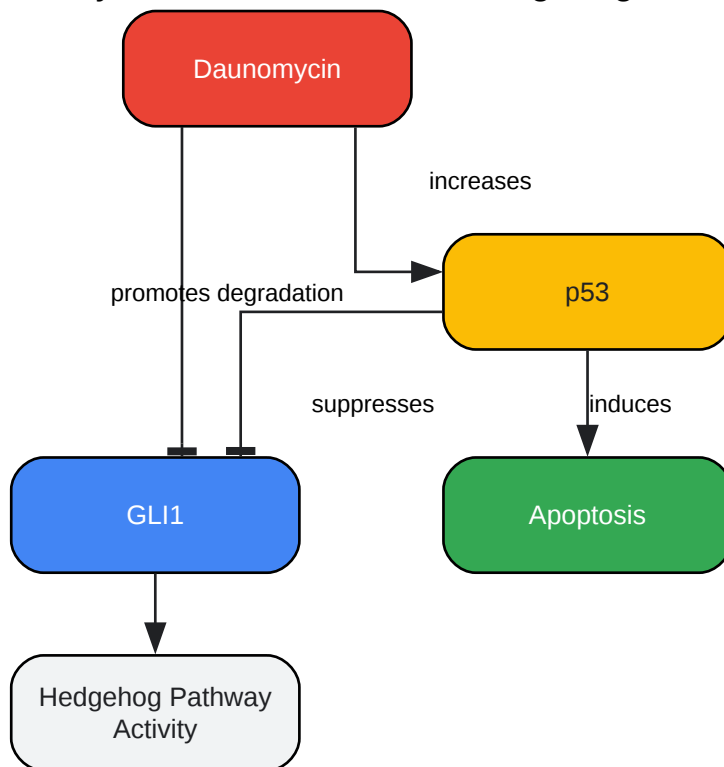 Daunomycin
increases
promotes degradation
p53
suppresses
induces
GLI1
Apoptosis
Hedgehog Pathway
Activity